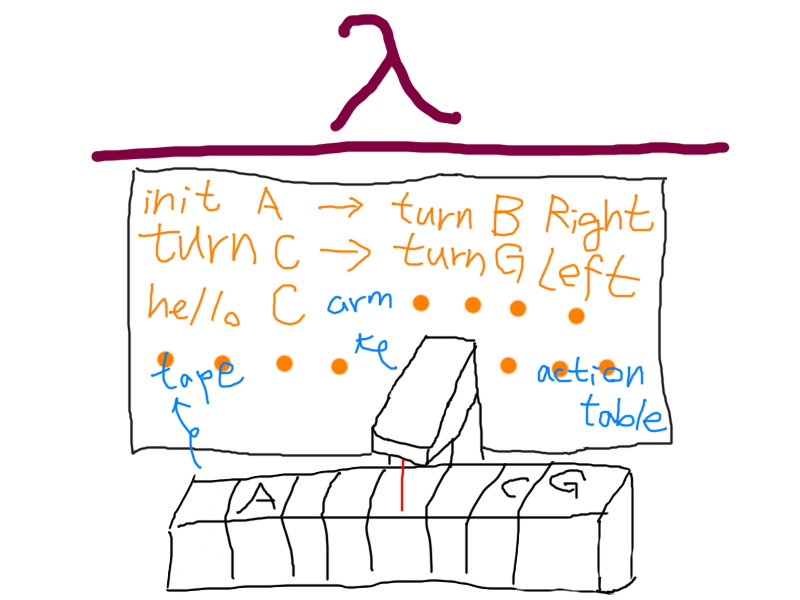 λ
init A → turn B Right
turn C → turn G Left
hello C
arm
tape
action
table
A C G